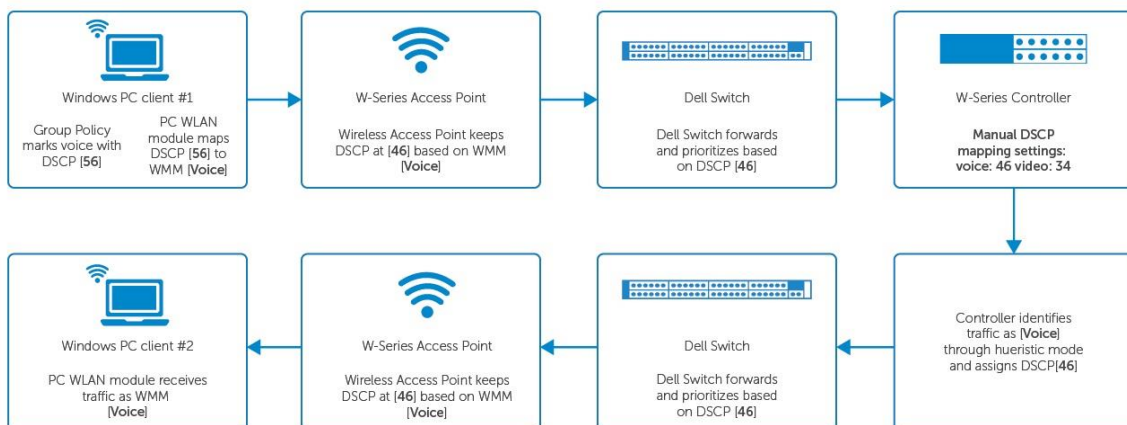 Windows PC client #1
Group Policy
marks voice with
DSCP [56]
PC WLAN
module maps
DSCP [56] to
WMM [Voice]
W-Series Access Point
Wireless Access Point keeps
DSCP at [46] based on WMM
[Voice]
Dell Switch
Dell Switch forwards
and prioritizes based
on DSCP [46]
W-Series Controller
Manual DSCP
mapping settings:
voice: 46 video: 34
Windows PC client #2
PC WLAN module receives
traffic as WMM
[Voice]
W-Series Access Point
Wireless Access Point keeps
DSCP at [46] based on WMM
[Voice]
Dell Switch
Dell Switch forwards
and prioritizes based
on DSCP [46]
Controller identifies
traffic as [Voice]
through hueristic mode
and assigns DSCP[46]